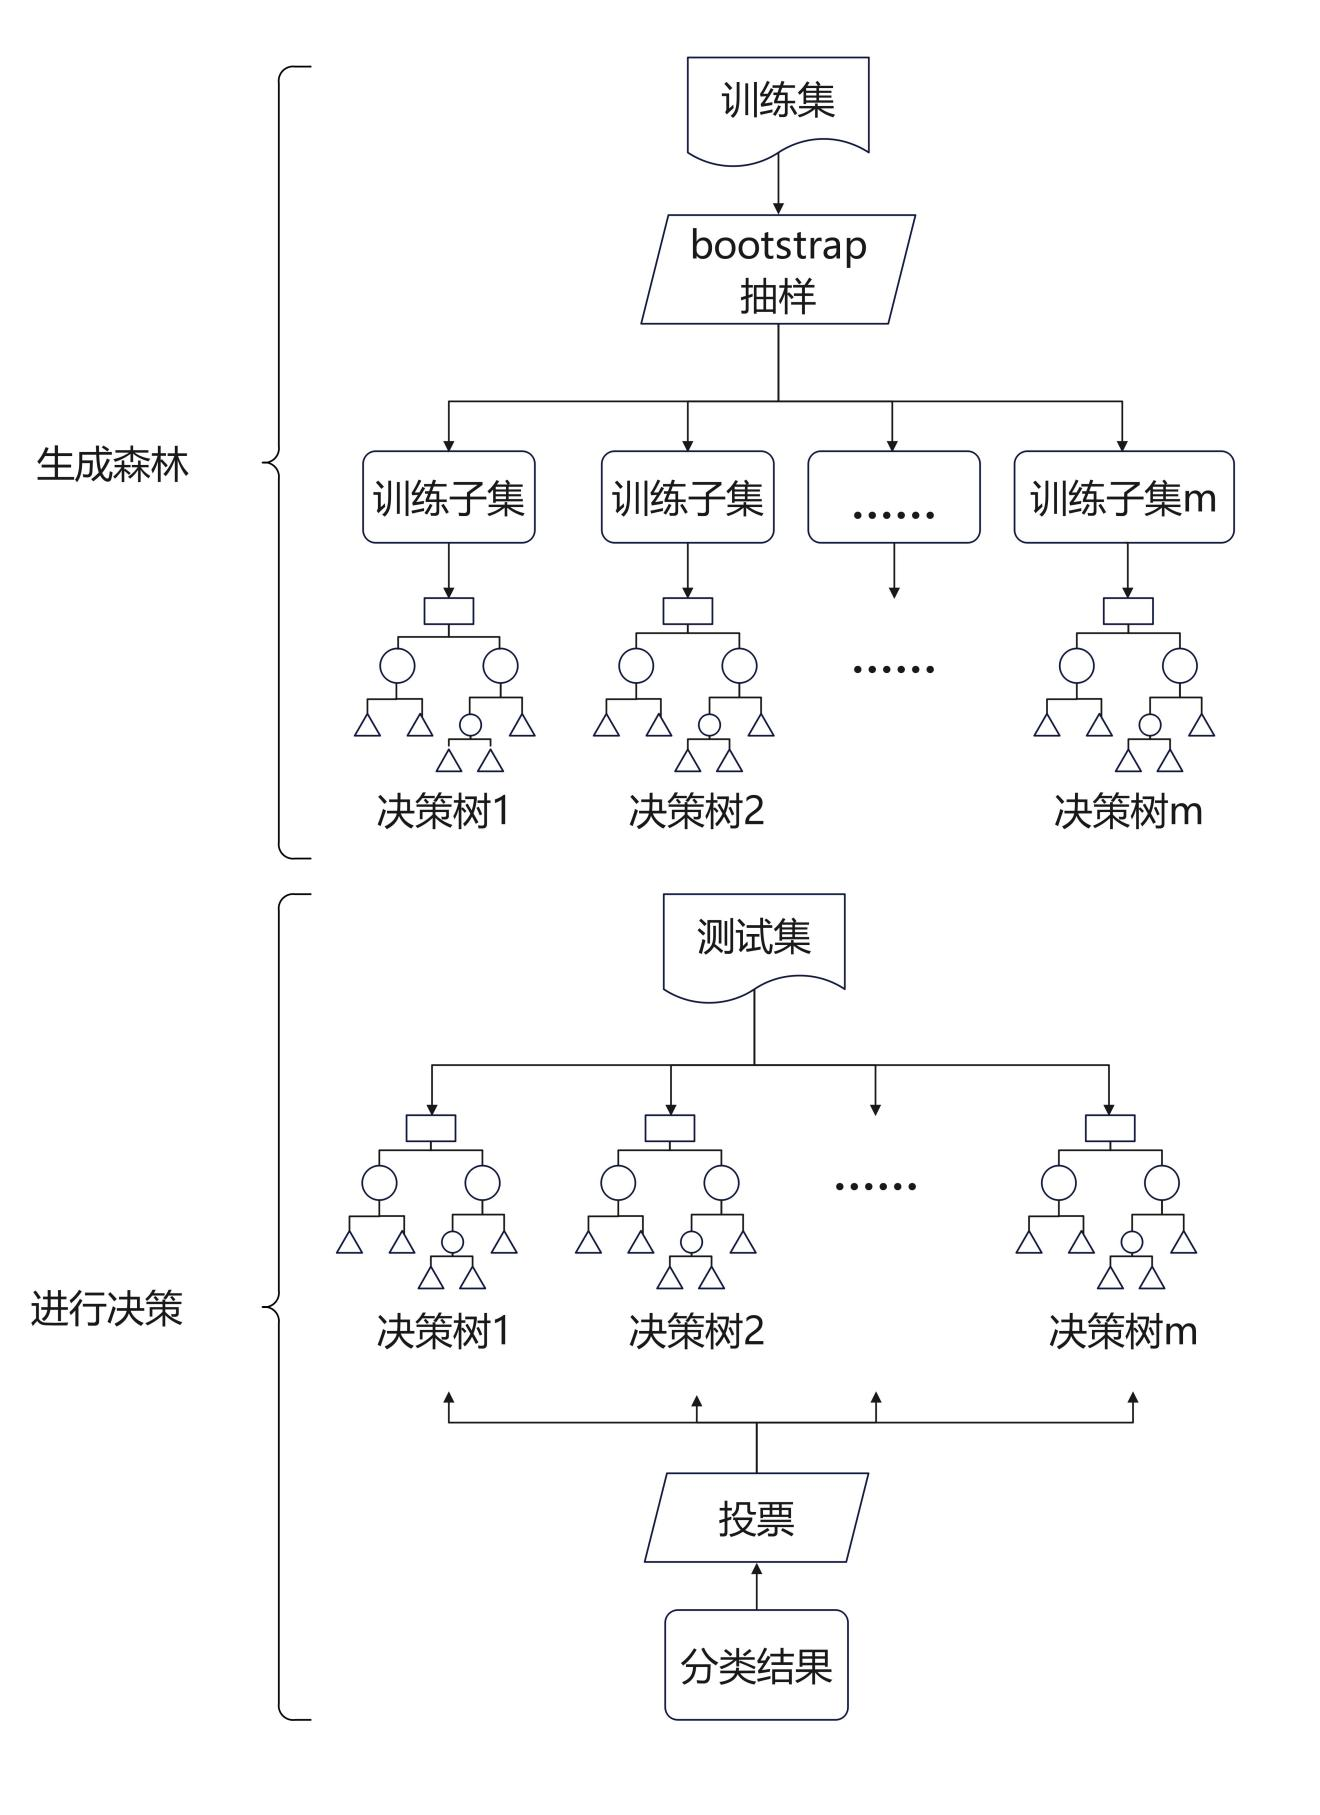 训练集
bootstrap
抽样
生成森林
训练子集
训练子集
......
训练子集m
......
决策树1
决策树2
决策树m
测试集
......
进行决策
决策树1
决策树2
决策树m
投票
分类结果